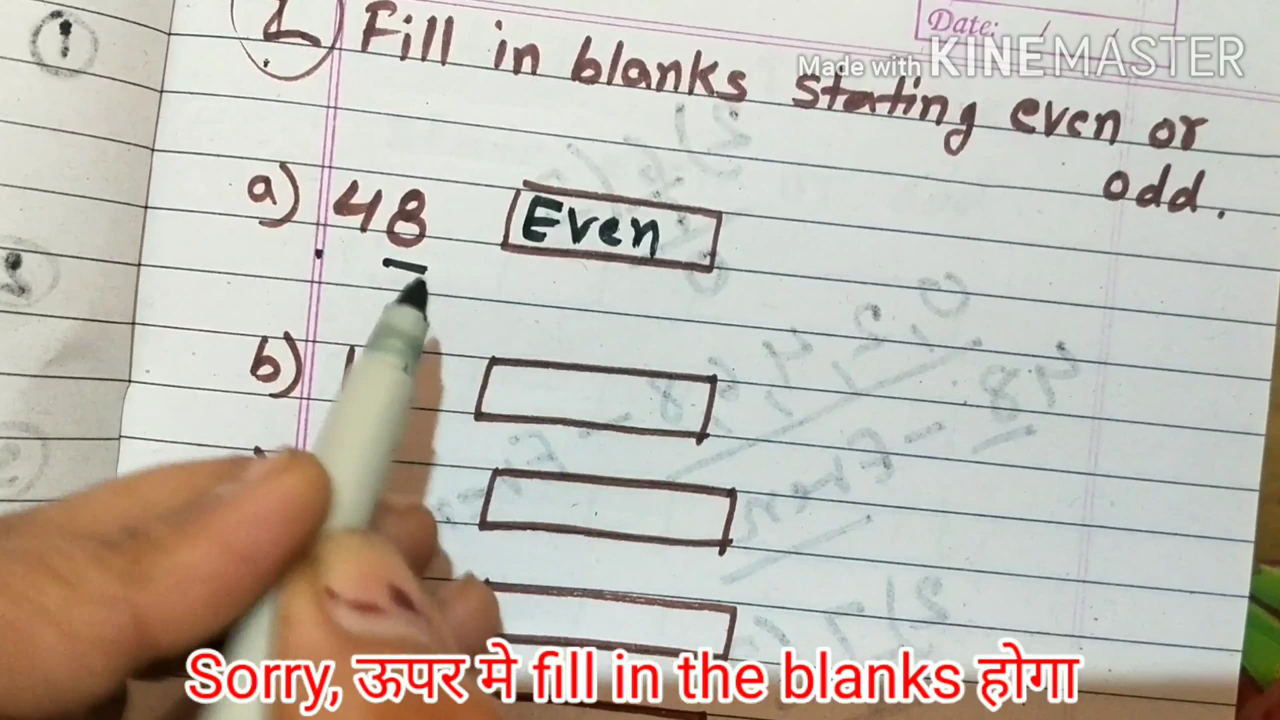 Date: / /
Made with KINEMASTER
1 Fill in blanks stating even or
odd.
a) 48 Even
b)
Sorry, ऊपर मे fill in the blanks होगा